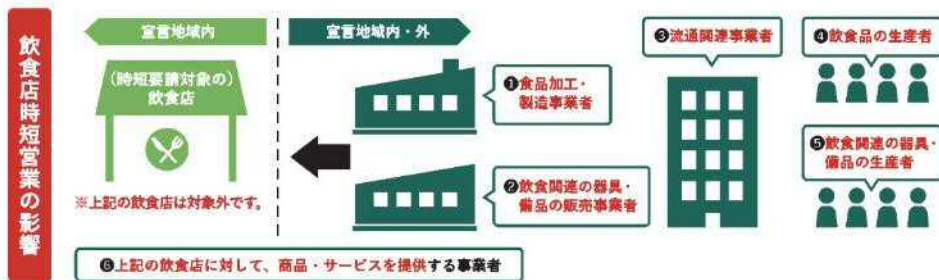 飲食店時短営業の影響
宣言地域内
宣言地域内・外
(時短要請対象の)
飲食店
※上記の飲食店は対象外です。
❶食品加工・
製造事業者
❷飲食関連の器具・
備品の販売事業者
❸流通関連事業者
❹飲食品の生産者
❺飲食関連の器具・
備品の生産者
❻上記の飲食店に対して、商品・サービスを提供する事業者